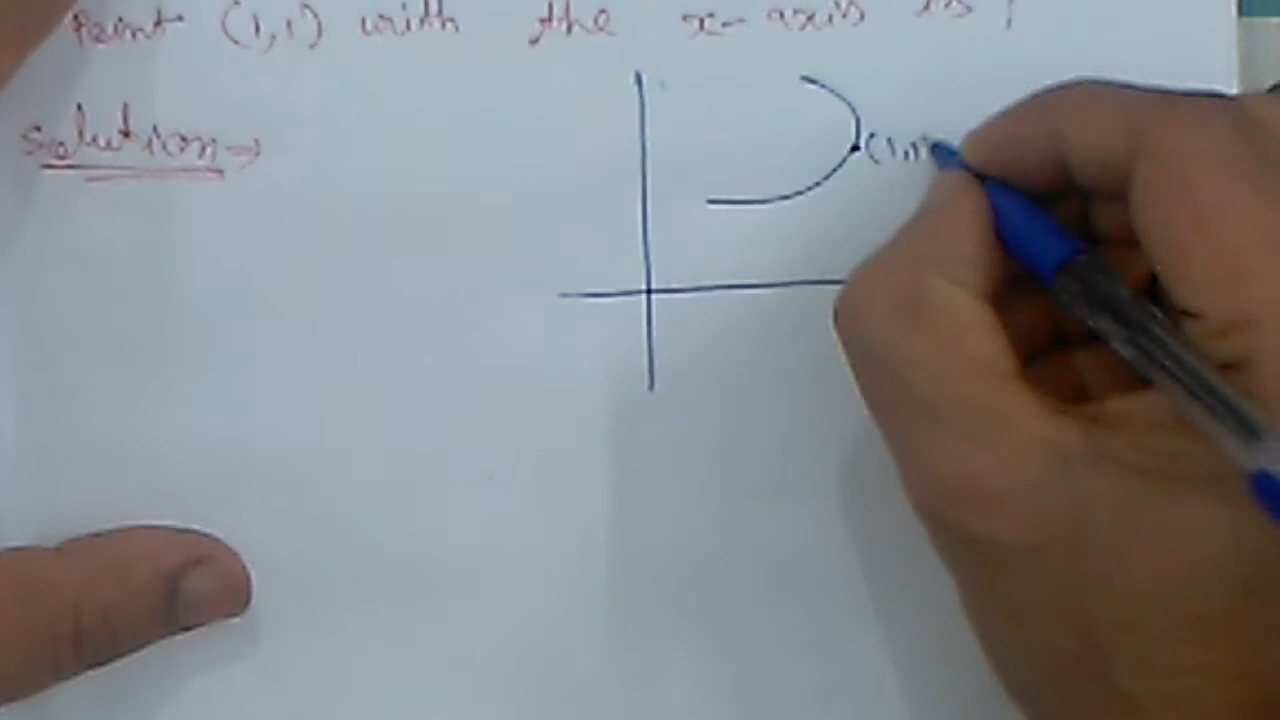 Point (1,1) with the x-axis is ?
Solution →
(1,1)